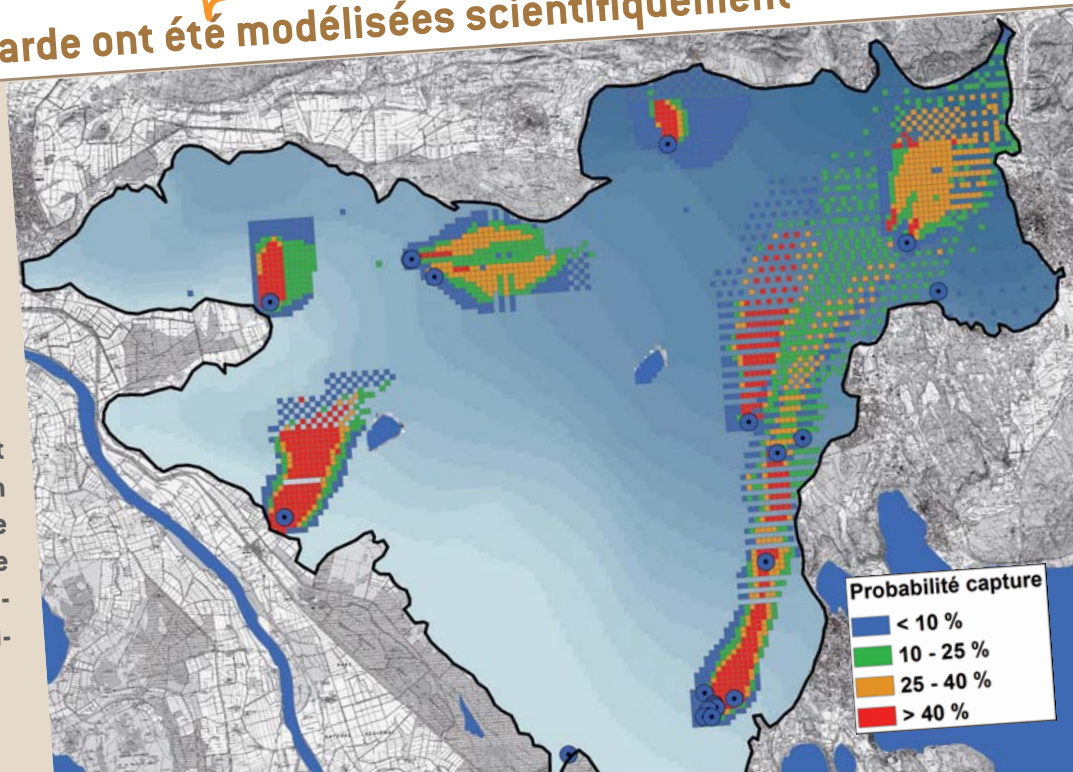 arde ont été modélisées scientifiquement
t
n
e
e
-
-
Probabilité capture
< 10 %
10 - 25 %
25 - 40 %
> 40 %